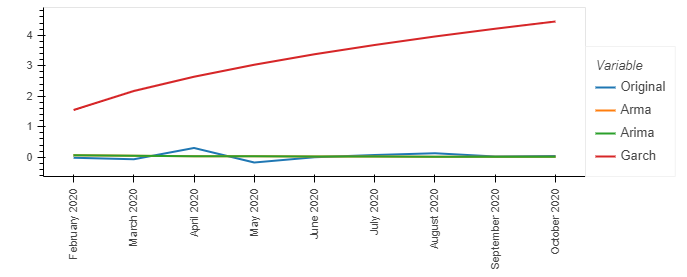 4
3
2
1
0
February 2020
March 2020
April 2020
May 2020
June 2020
July 2020
August 2020
September 2020
October 2020
Variable
Original
Arma
Arima
Garch